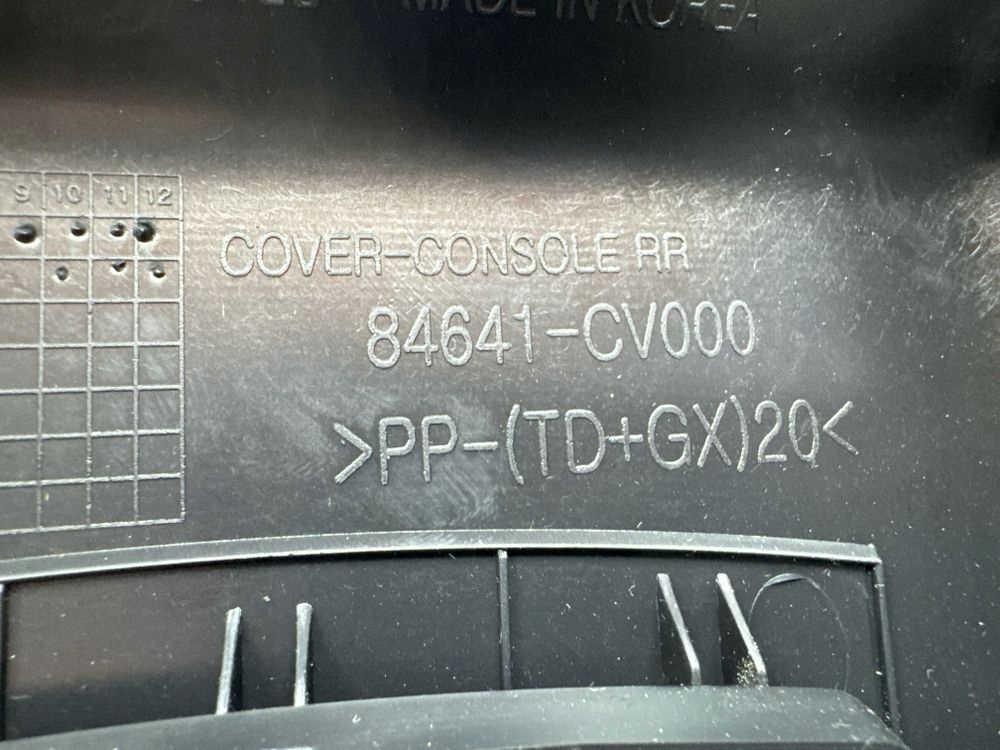 MADE IN KOREA
9 10 11 12
COVER-CONSOLE RR
84641-CV000
>PP-(TD+GX)20<